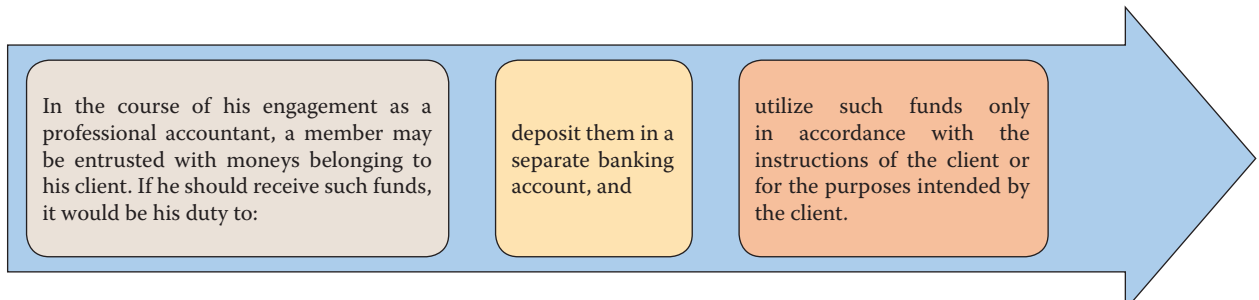 In the course of his engagement as a
professional accountant, a member may
be entrusted with moneys belonging to
his client. If he should receive such funds,
it would be his duty to:
deposit them in a
separate banking
account, and
utilize such funds only
in accordance with the
instructions of the client or
for the purposes intended by
the client.